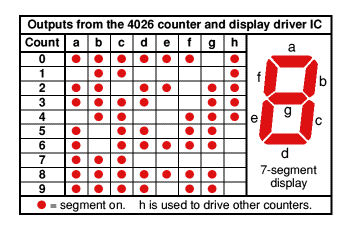 Outputs from the 4026 counter and display driver IC
Count a b c d e f g h
0
1
2
3
4
5
6
7
8
9
a
f b
g
e c
d
7-segment
display
= segment on. h is used to drive other counters.